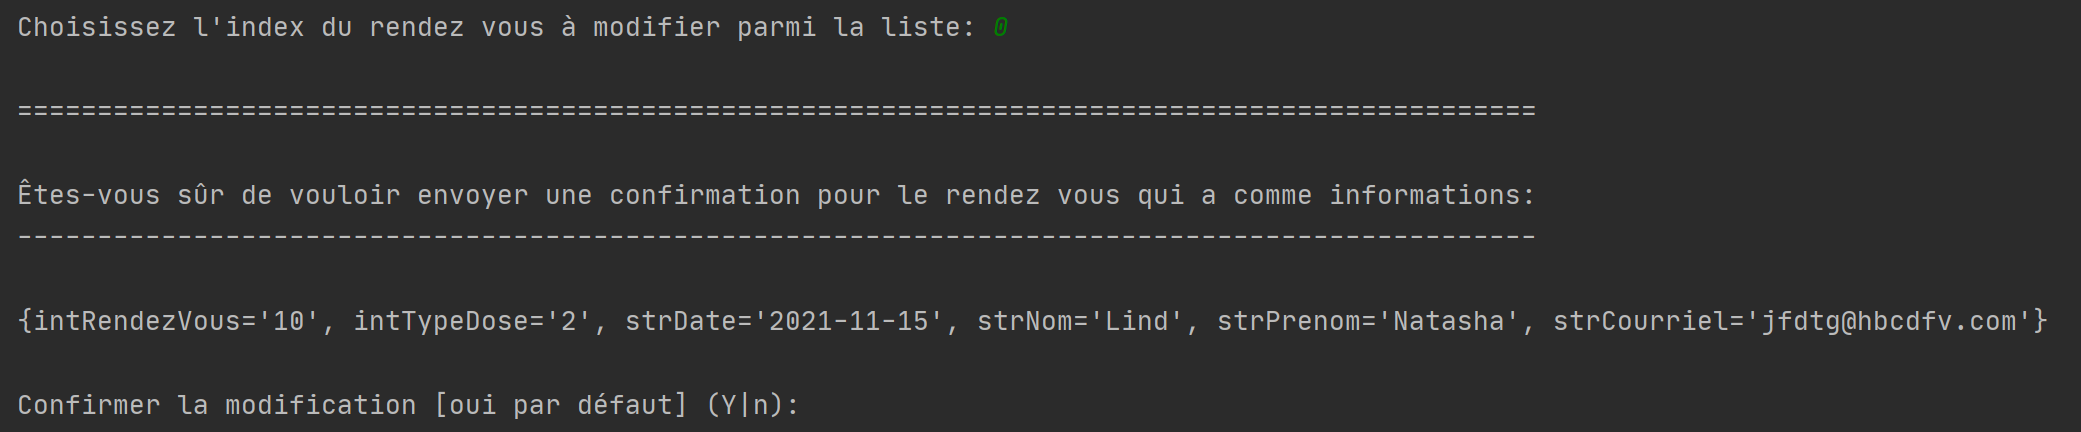 Choisissez l'index du rendez vous à modifier parmi la liste: 0
===============================================================================================
Êtes-vous sûr de vouloir envoyer une confirmation pour le rendez vous qui a comme informations:
-----------------------------------------------------------------------------------------------
{intRendezVous='10', intTypeDose='2', strDate='2021-11-15', strNom='Lind', strPrenom='Natasha', strCourriel='jfdtg@hbcdfv.com'}
Confirmer la modification [oui par défaut] (Y|n):